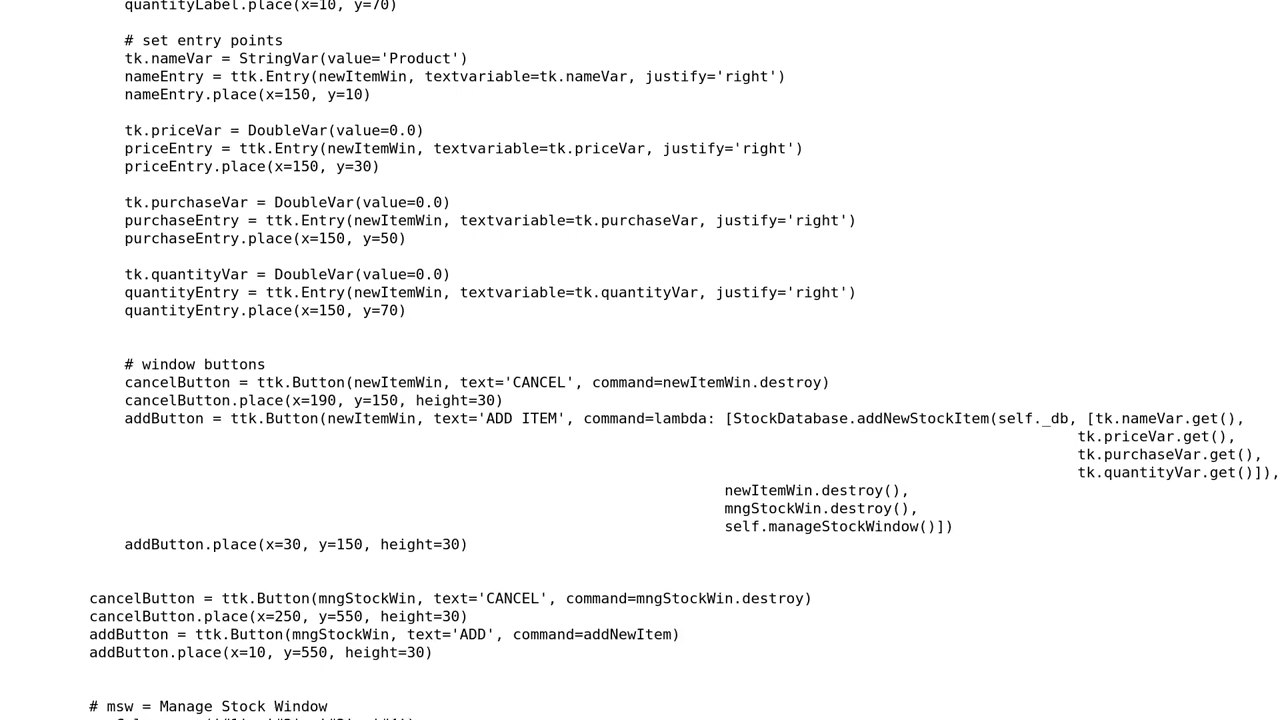 quantityLabel.place(x=10, y=70)
# set entry points
tk.nameVar = StringVar(value='Product')
nameEntry = ttk.Entry(newItemWin, textvariable=tk.nameVar, justify='right')
nameEntry.place(x=150, y=10)
tk.priceVar = DoubleVar(value=0.0)
priceEntry = ttk.Entry(newItemWin, textvariable=tk.priceVar, justify='right')
priceEntry.place(x=150, y=30)
tk.purchaseVar = DoubleVar(value=0.0)
purchaseEntry = ttk.Entry(newItemWin, textvariable=tk.purchaseVar, justify='right')
purchaseEntry.place(x=150, y=50)
tk.quantityVar = DoubleVar(value=0.0)
quantityEntry = ttk.Entry(newItemWin, textvariable=tk.quantityVar, justify='right')
quantityEntry.place(x=150, y=70)
# window buttons
cancelButton = ttk.Button(newItemWin, text='CANCEL', command=newItemWin.destroy)
cancelButton.place(x=190, y=150, height=30)
addButton = ttk.Button(newItemWin, text='ADD ITEM', command=lambda: [StockDatabase.addNewStockItem(self._db, [tk.nameVar.get(),
tk.priceVar.get(),
tk.purchaseVar.get(),
tk.quantityVar.get()]),
newItemWin.destroy(),
mngStockWin.destroy(),
self.manageStockWindow()])
addButton.place(x=30, y=150, height=30)
cancelButton = ttk.Button(mngStockWin, text='CANCEL', command=mngStockWin.destroy)
cancelButton.place(x=250, y=550, height=30)
addButton = ttk.Button(mngStockWin, text='ADD', command=addNewItem)
addButton.place(x=10, y=550, height=30)
# msw = Manage Stock Window